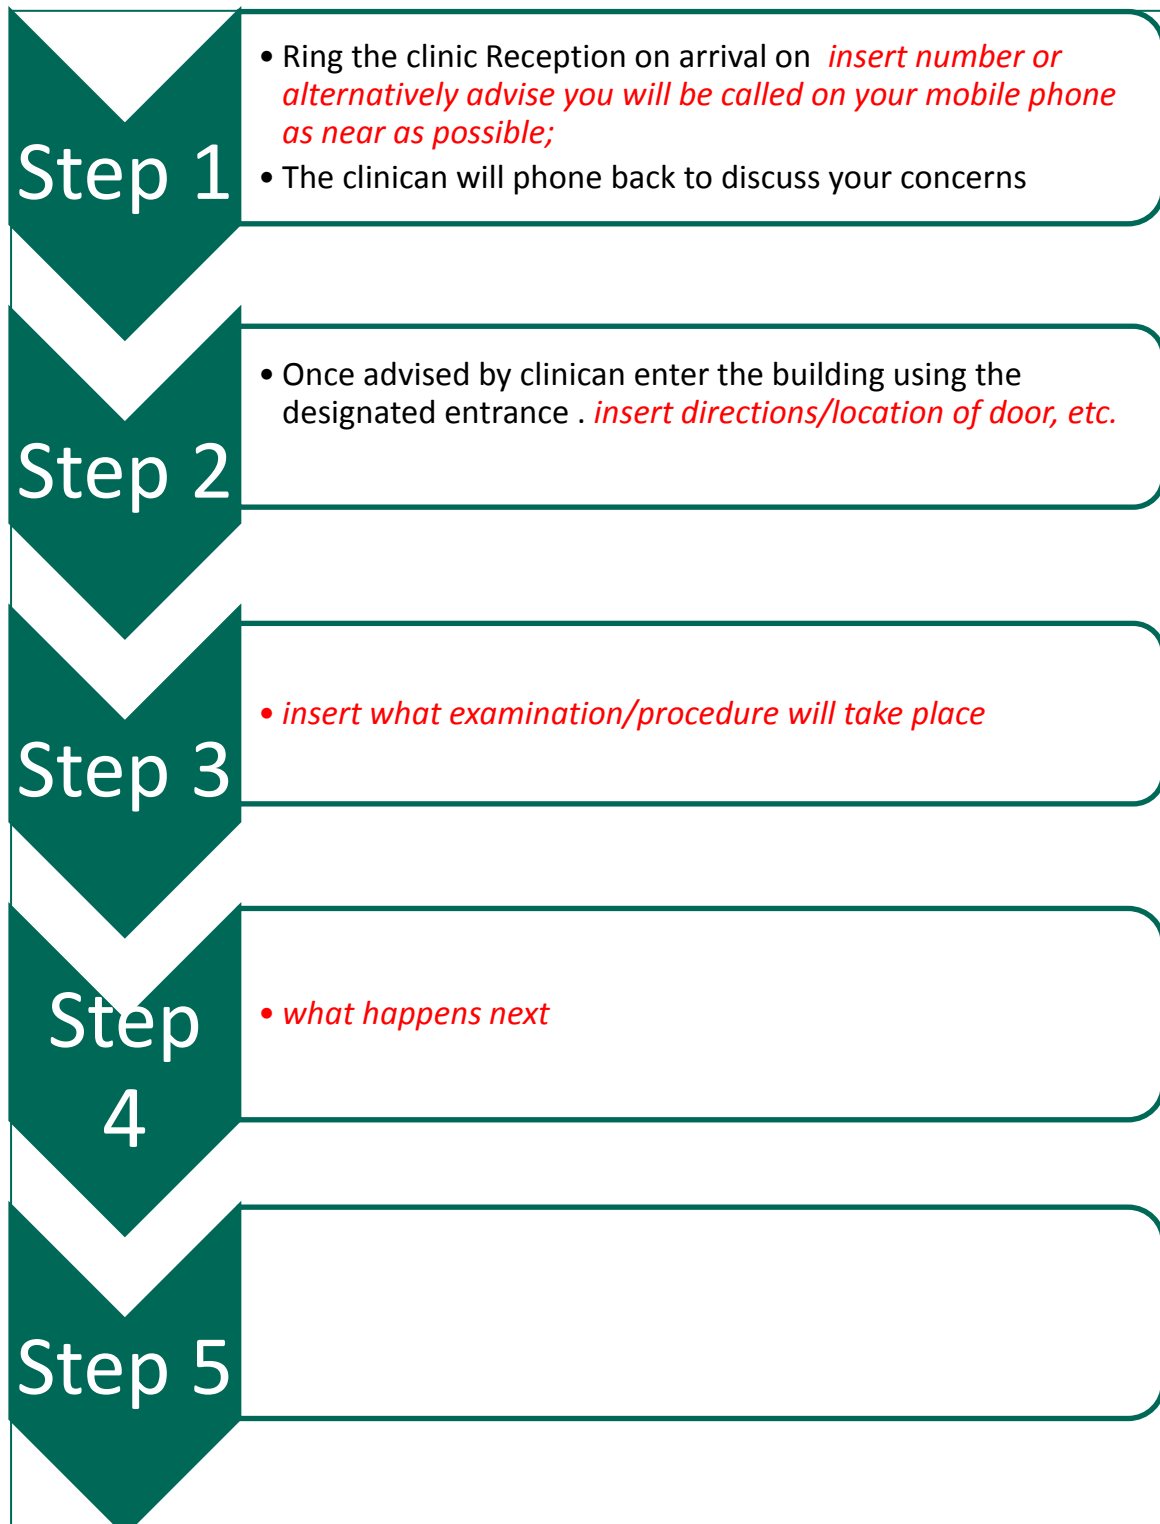 Step 1
• Ring the clinic Reception on arrival on insert number or
alternatively advise you will be called on your mobile phone
as near as possible;
• The clinican will phone back to discuss your concerns
Step 2
• Once advised by clinican enter the building using the
designated entrance . insert directions/location of door, etc.
Step 3
• insert what examination/procedure will take place
Step
4
• what happens next
Step 5